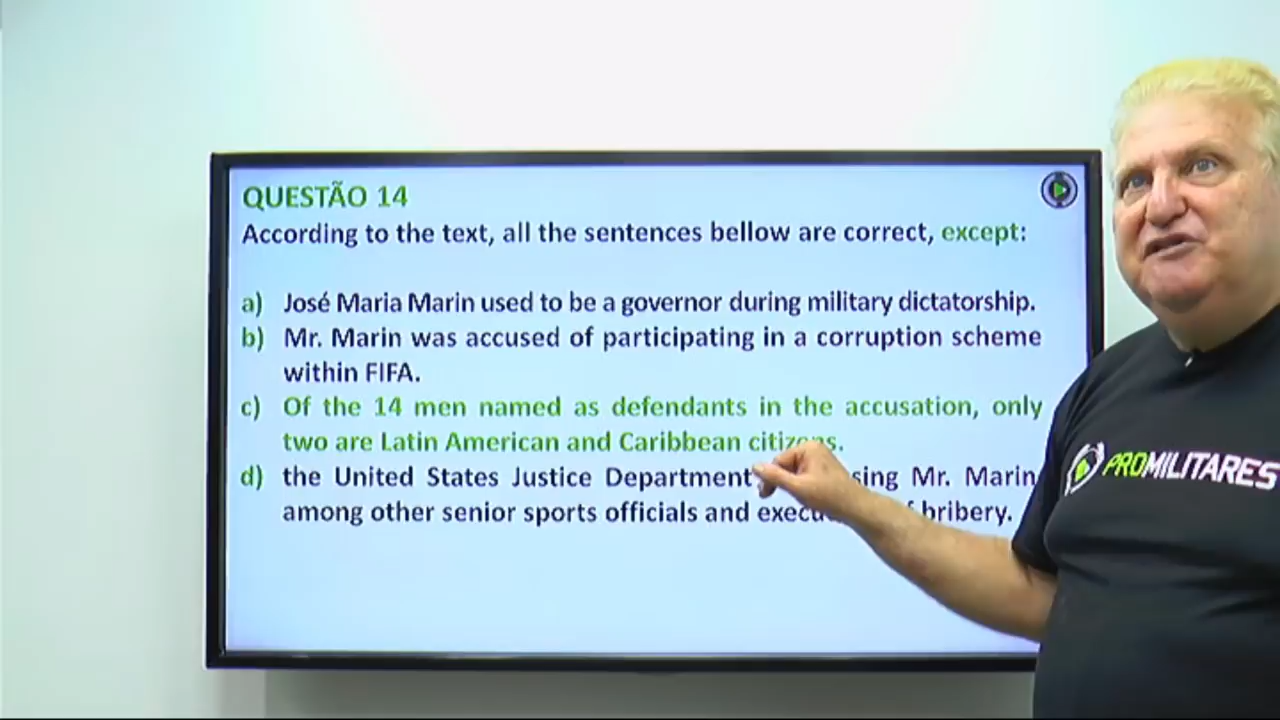 QUESTÃO 14
According to the text, all the sentences bellow are correct, except:
a) José Maria Marin used to be a governor during military dictatorship.
b) Mr. Marin was accused of participating in a corruption scheme
within FIFA.
c) Of the 14 men named as defendants in the accusation, only
two are Latin American and Caribbean citizens.
d) the United States Justice Department Mr. Marin
among other senior sports officials and bribery.
PROMILITARES